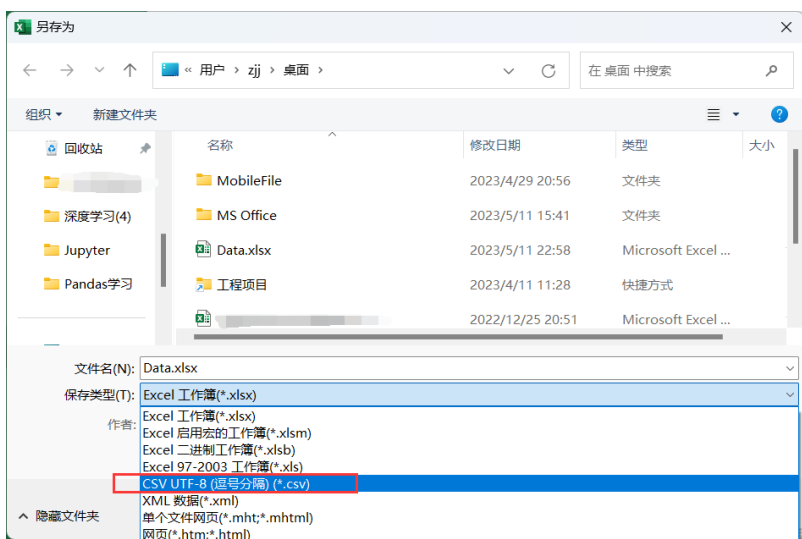 另存为
« 用户 › zjj › 桌面 ›
在 桌面 中搜索
组织 新建文件夹
名称 修改日期 类型 大小
回收站
深度学习(4)
Jupyter
Pandas学习
MobileFile 2023/4/29 20:56 文件夹
MS Office 2023/5/11 15:41 文件夹
Data.xlsx 2023/5/11 22:58 Microsoft Excel ...
工程项目 2023/4/11 11:28 快捷方式
2022/12/25 20:51 Microsoft Excel ...
文件名(N): Data.xlsx
保存类型(T): Excel 工作簿(*.xlsx)
作者:
Excel 工作簿(*.xlsx)
Excel 启用宏的工作簿(*.xlsm)
Excel 二进制工作簿(*.xlsb)
Excel 97-2003 工作簿(*.xls)
CSV UTF-8 (逗号分隔) (*.csv)
XML 数据(*.xml)
单个文件网页(*.mht;*.mhtml)
网页(*.htm;*.html)
隐藏文件夹